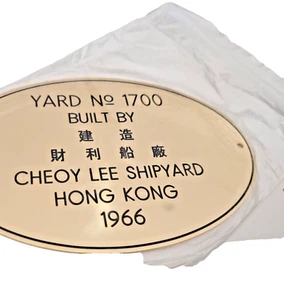 YARD Nº 1700
BUILT BY
建造
財利船廠
CHEOY LEE SHIPYARD
HONG KONG
1966